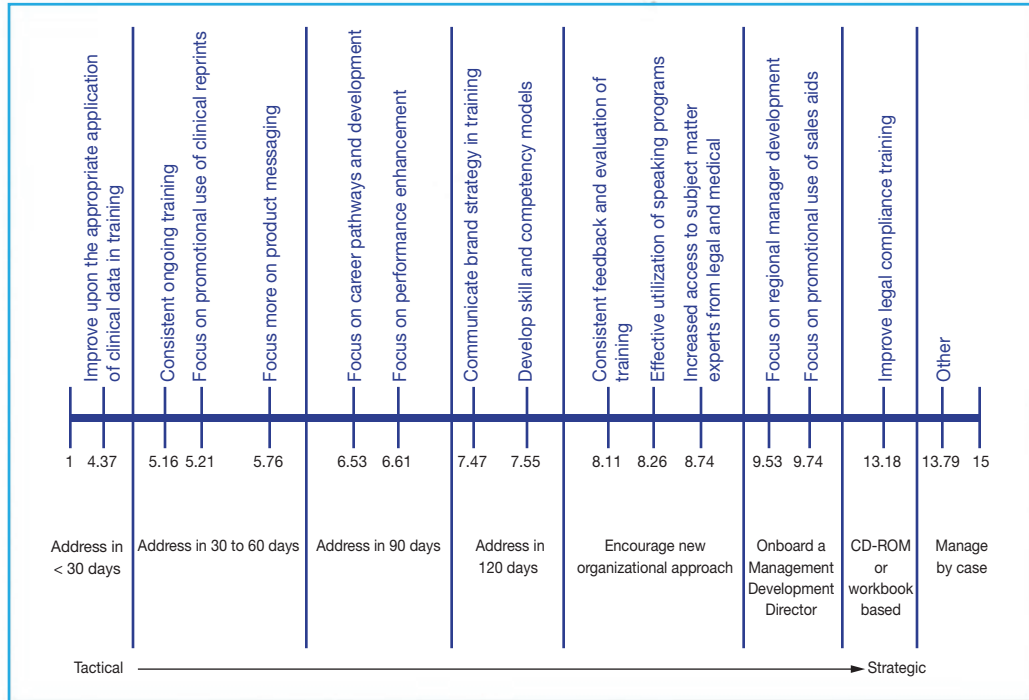 Improve upon the appropriate application
of clinical data in training
Consistent ongoing training
Focus on promotional use of clinical reprints
Focus more on product messaging
Focus on career pathways and development
Focus on performance enhancement
Communicate brand strategy in training
Develop skill and competency models
Consistent feedback and evaluation of
training
Effective utilization of speaking programs
Increased access to subject matter
experts from legal and medical
Focus on regional manager development
Focus on promotional use of sales aids
Improve legal compliance training
Other
1 4.37 5.16 5.21 5.76 6.53 6.61 7.47 7.55 8.11 8.26 8.74 9.53 9.74 13.18 13.79 15
Address in
< 30 days
Address in 30 to 60 days
Address in 90 days
Address in
120 days
Encourage new
organizational approach
Onboard a
Management
Development
Director
CD-ROM
or
workbook
based
Manage
by case
Tactical
Strategic